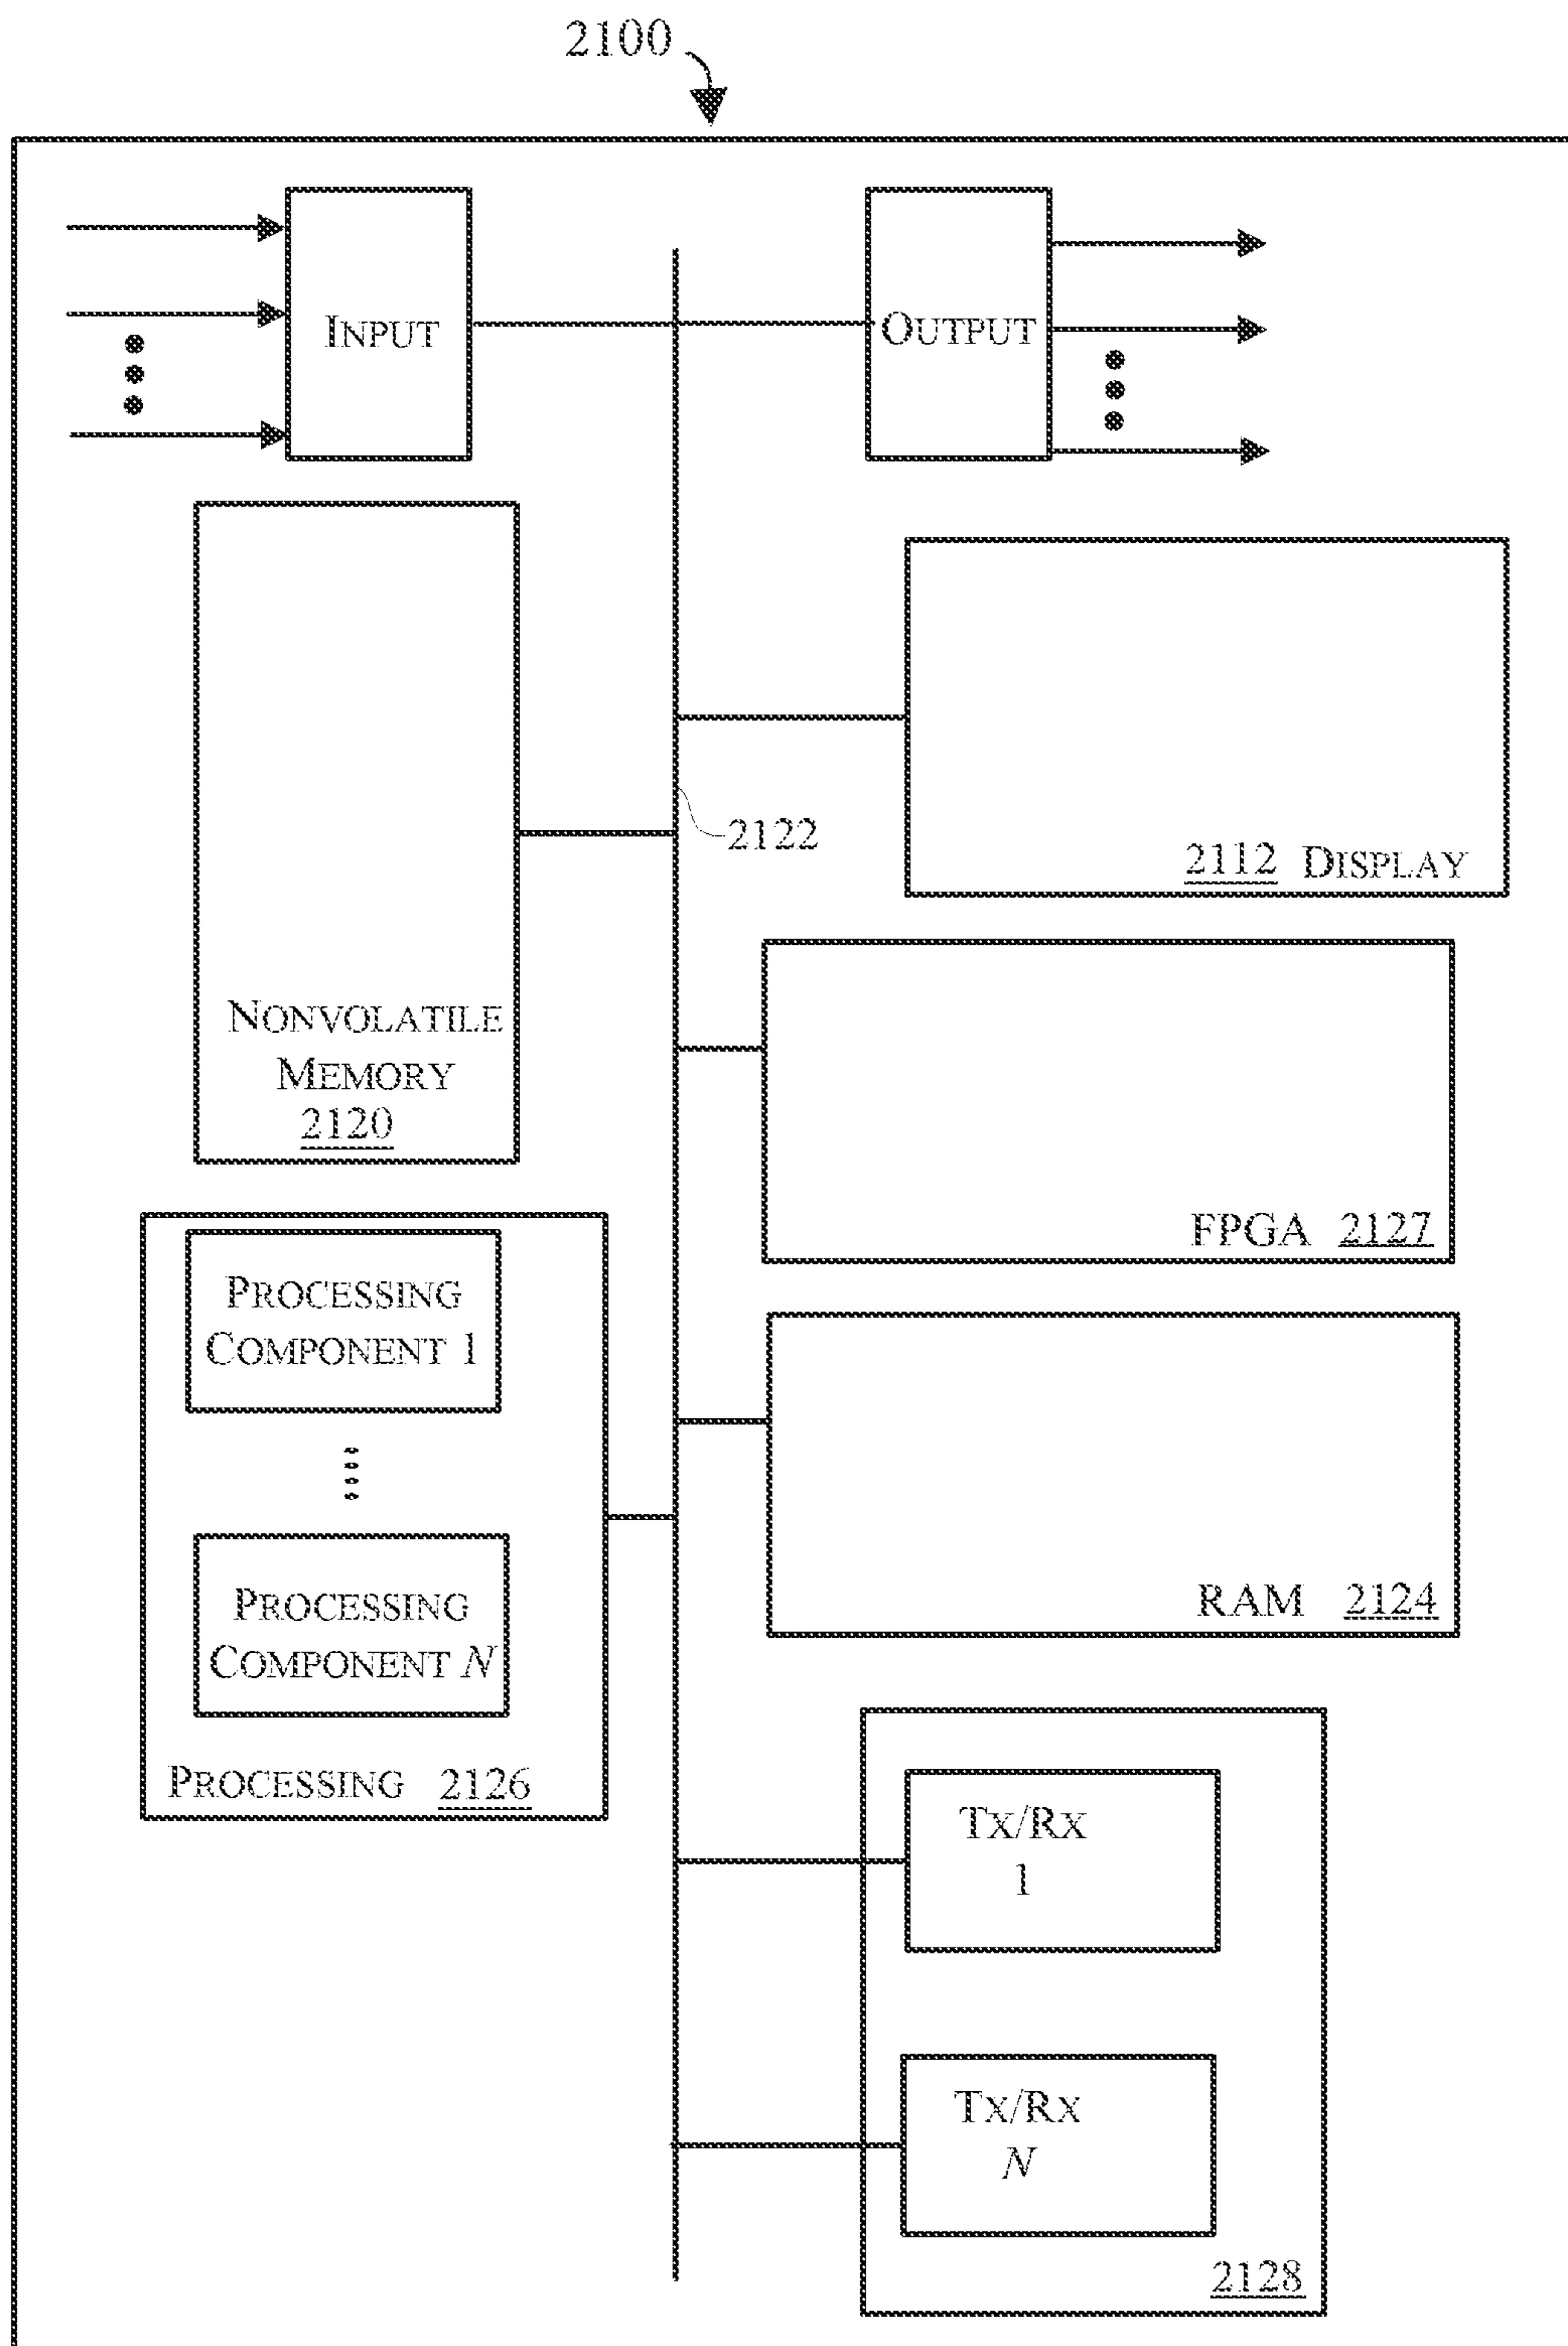 2100
INPUT
OUTPUT
2122
2112 DISPLAY
NONVOLATILE
MEMORY
2120
FPGA 2127
PROCESSING
COMPONENT 1
PROCESSING
COMPONENT N
PROCESSING 2126
RAM 2124
TX/RX
1
TX/RX
N
2128